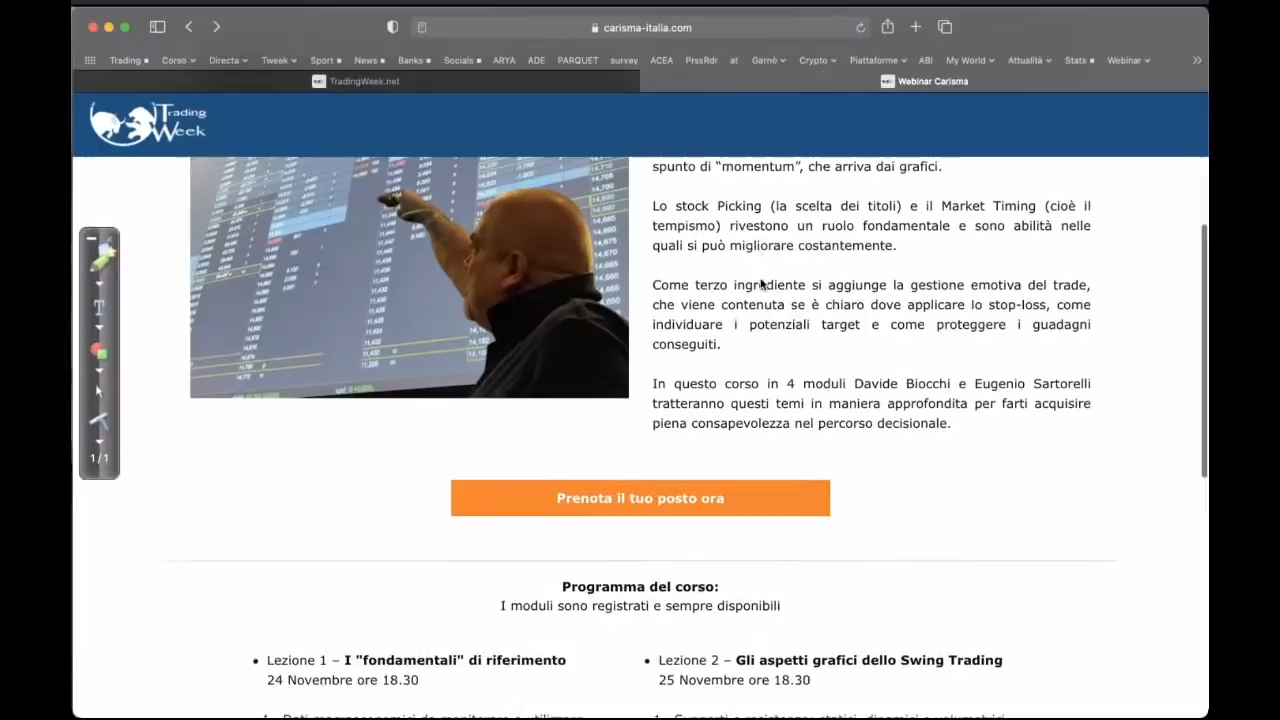 carisma-italia.com
Trading Corso Directa Tweek Sport News Banks Socials ARYA ADE PARQUET survey ACEA PrssRdr at Garnò Crypto Piattaforme ABI My World Attualità Stats Webinar
TradingWeek.net
Webinar Carisma
Trading
Week
spunto di “momentum”, che arriva dai grafici.
Lo stock Picking (la scelta dei titoli) e il Market Timing (cioè il
tempismo) rivestono un ruolo fondamentale e sono abilità nelle
quali si può migliorare costantemente.
Come terzo ingrediente si aggiunge la gestione emotiva del trade,
che viene contenuta se è chiaro dove applicare lo stop-loss, come
individuare i potenziali target e come proteggere i guadagni
conseguiti.
In questo corso in 4 moduli Davide Biocchi e Eugenio Sartorelli
tratteranno questi temi in maniera approfondita per farti acquisire
piena consapevolezza nel percorso decisionale.
1/1
Prenota il tuo posto ora
Programma del corso:
I moduli sono registrati e sempre disponibili
• Lezione 1 – I "fondamentali" di riferimento
24 Novembre ore 18.30
• Lezione 2 – Gli aspetti grafici dello Swing Trading
25 Novembre ore 18.30